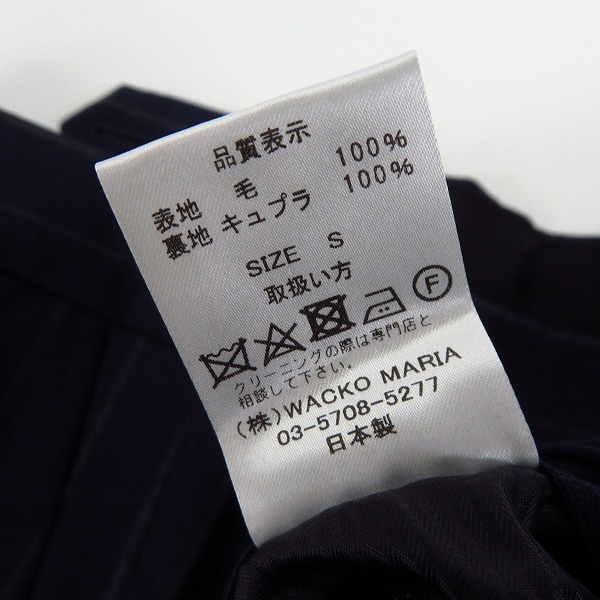 品質表示
表地 毛 100%
裏地 キュプラ 100%
SIZE S
取扱い方
F
クリーニングの際は専門店と
相談して下さい。
(株)WACKO MARIA
03-5708-5277
日本製